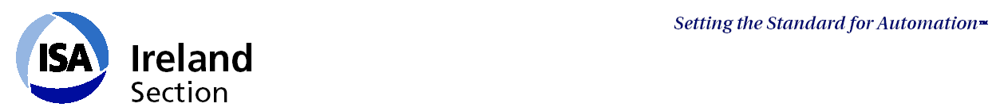 Setting the Standard for Automation™
ISA
Ireland
Section